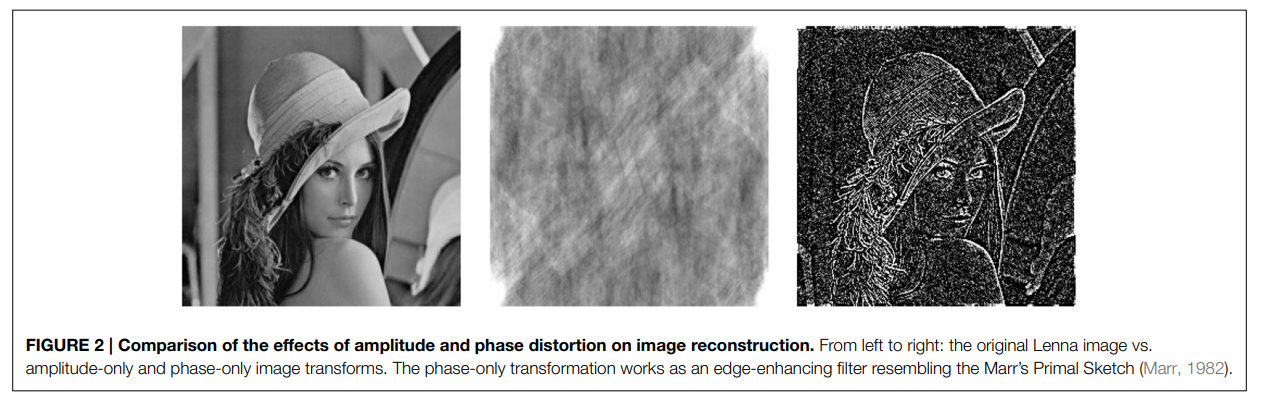 FIGURE 2 | Comparison of the effects of amplitude and phase distortion on image reconstruction. From left to right: the original Lenna image vs.
amplitude-only and phase-only image transforms. The phase-only transformation works as an edge-enhancing filter resembling the Marr's Primal Sketch (Marr, 1982).